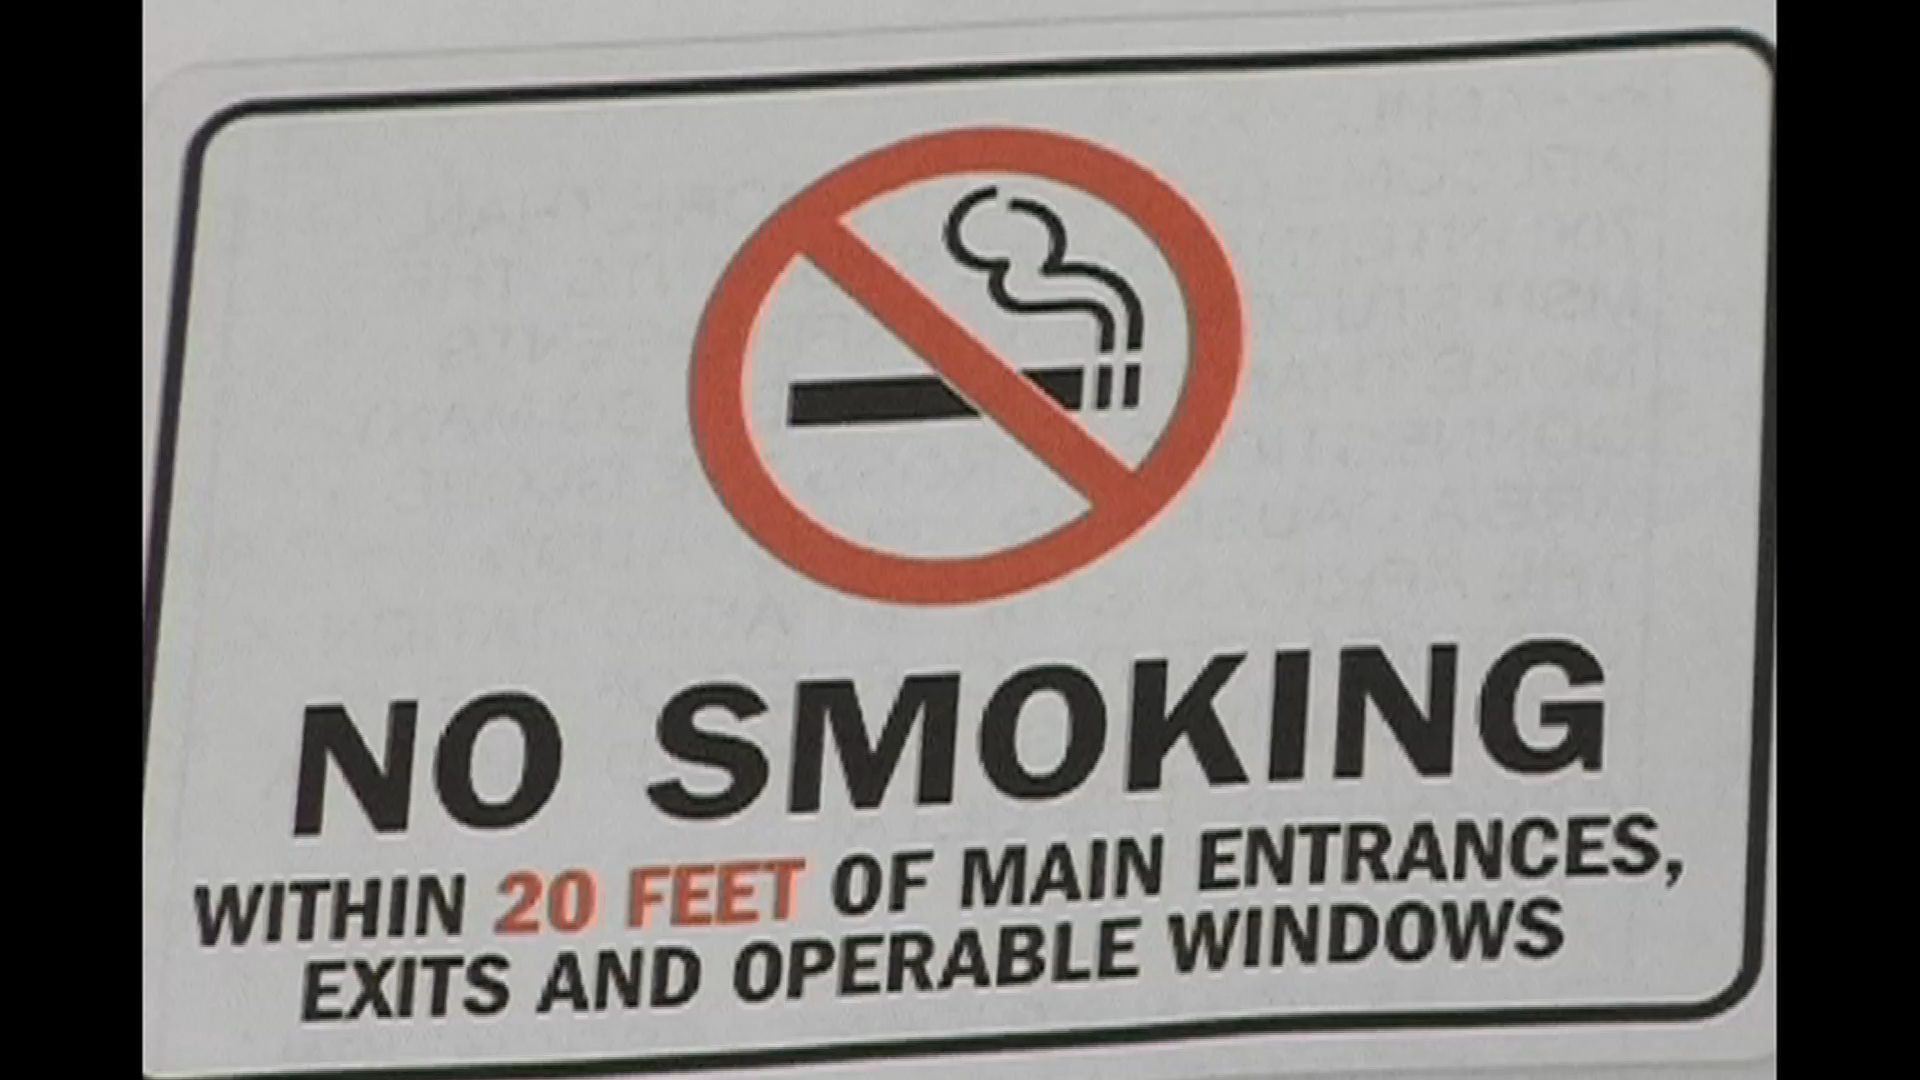 NO SMOKING
WITHIN 20 FEET OF MAIN ENTRANCES,
EXITS AND OPERABLE WINDOWS